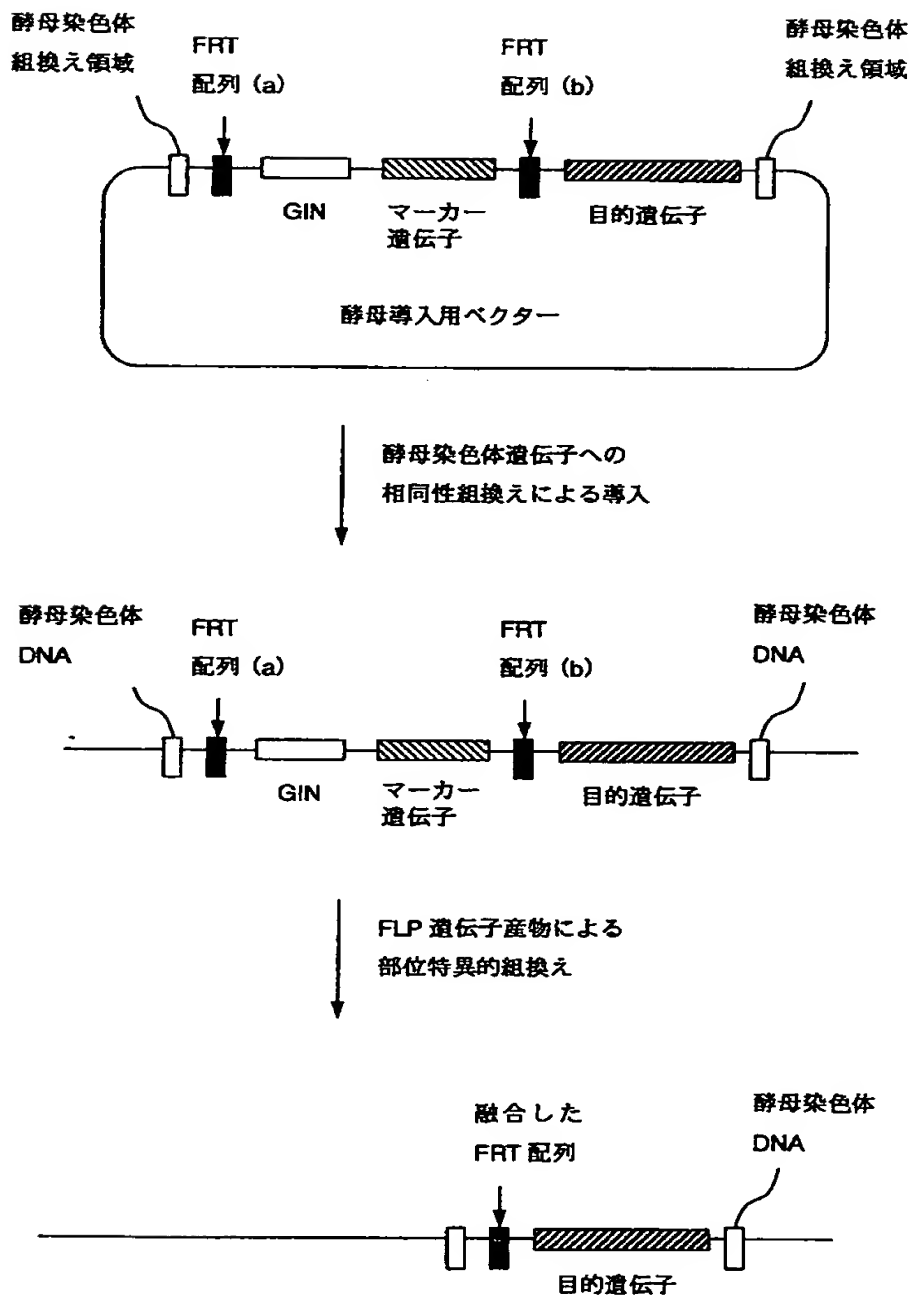 酵母染色体
組換え領域
FRT
配列 (a)
FRT
配列 (b)
酵母染色体
組換え領域
GIN
マーカー
遺伝子
目的遺伝子
酵母導入用ベクター
酵母染色体遺伝子への
相同性組換えによる導入
酵母染色体
DNA
FRT
配列 (a)
FRT
配列 (b)
酵母染色体
DNA
GIN
マーカー
遺伝子
目的遺伝子
FLP 遺伝子産物による
部位特異的組換え
融合した
FRT 配列
酵母染色体
DNA
目的遺伝子